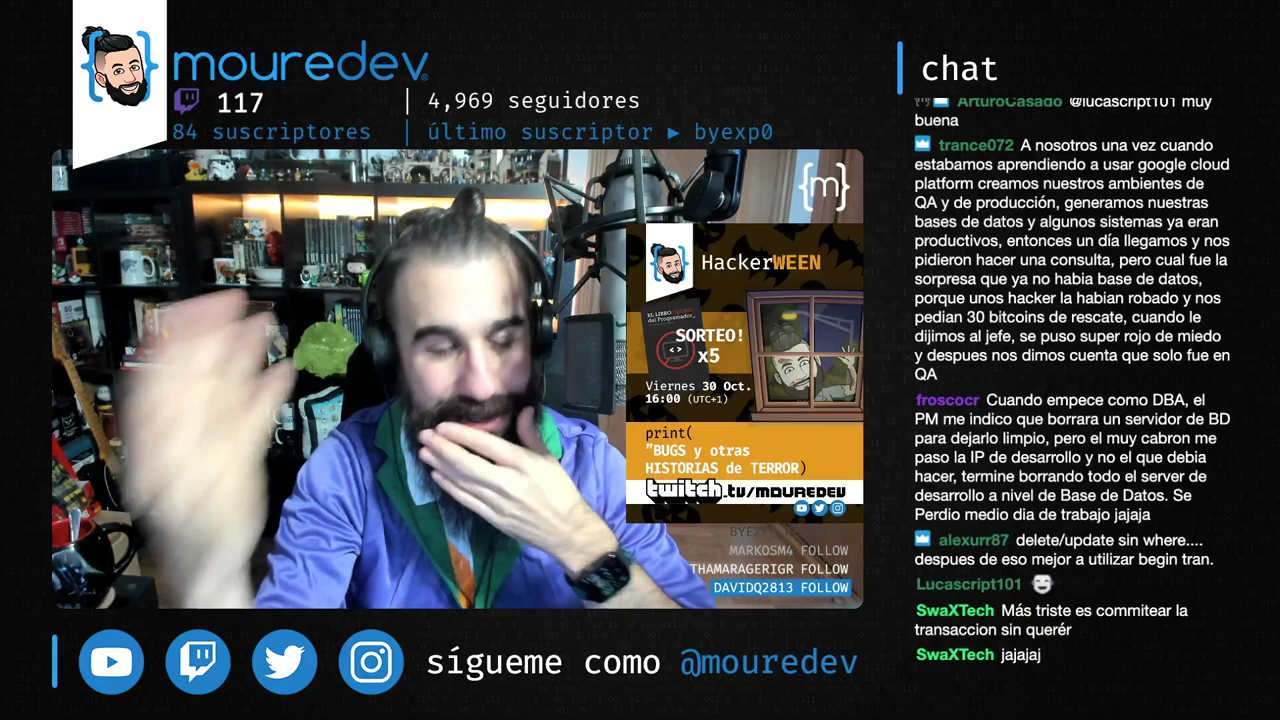 mouredev
117 | 4,969 seguidores
84 suscriptores | último suscriptor ▶ byexp0
{m}
HackerWEEN
EL LIBRO NEGRO
del Programador_
SORTEO!
<> x5
Viernes 30 Oct.
16:00 (UTC+1)
print(
"BUGS y otras
HISTORIAS de TERROR)
twitch.tv/MOUREDEV
MARKOSM4 FOLLOW
THAMARAGERIGR FOLLOW
DAVIDQ2813 FOLLOW
sígueme como @mouredev
chat
ArturoCasado @lucascript101 muy
buena
trance072 A nosotros una vez cuando
estabamos aprendiendo a usar google cloud
platform creamos nuestros ambientes de
QA y de producción, generamos nuestras
bases de datos y algunos sistemas ya eran
productivos, entonces un día llegamos y nos
pidieron hacer una consulta, pero cual fue la
sorpresa que ya no habia base de datos,
porque unos hacker la habian robado y nos
pedian 30 bitcoins de rescate, cuando le
dijimos al jefe, se puso super rojo de miedo
y despues nos dimos cuenta que solo fue en
QA
froscocr Cuando empece como DBA, el
PM me indico que borrara un servidor de BD
para dejarlo limpio, pero el muy cabron me
paso la IP de desarrollo y no el que debia
hacer, termine borrando todo el server de
desarrollo a nivel de Base de Datos. Se
Perdio medio dia de trabajo jajaja
alexurr87 delete/update sin where....
despues de eso mejor a utilizar begin tran.
Lucascript101
SwaXTech Más triste es commitear la
transaccion sin querér
SwaXTech jajajaj